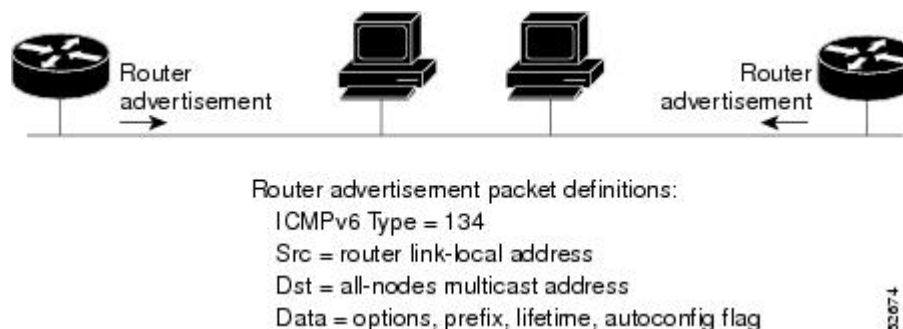 Router
advertisement
Router
advertisement
Router advertisement packet definitions:
ICMPv6 Type = 134
Src = router link-local address
Dst = all-nodes multicast address
Data = options, prefix, lifetime, autoconfig flag
52674